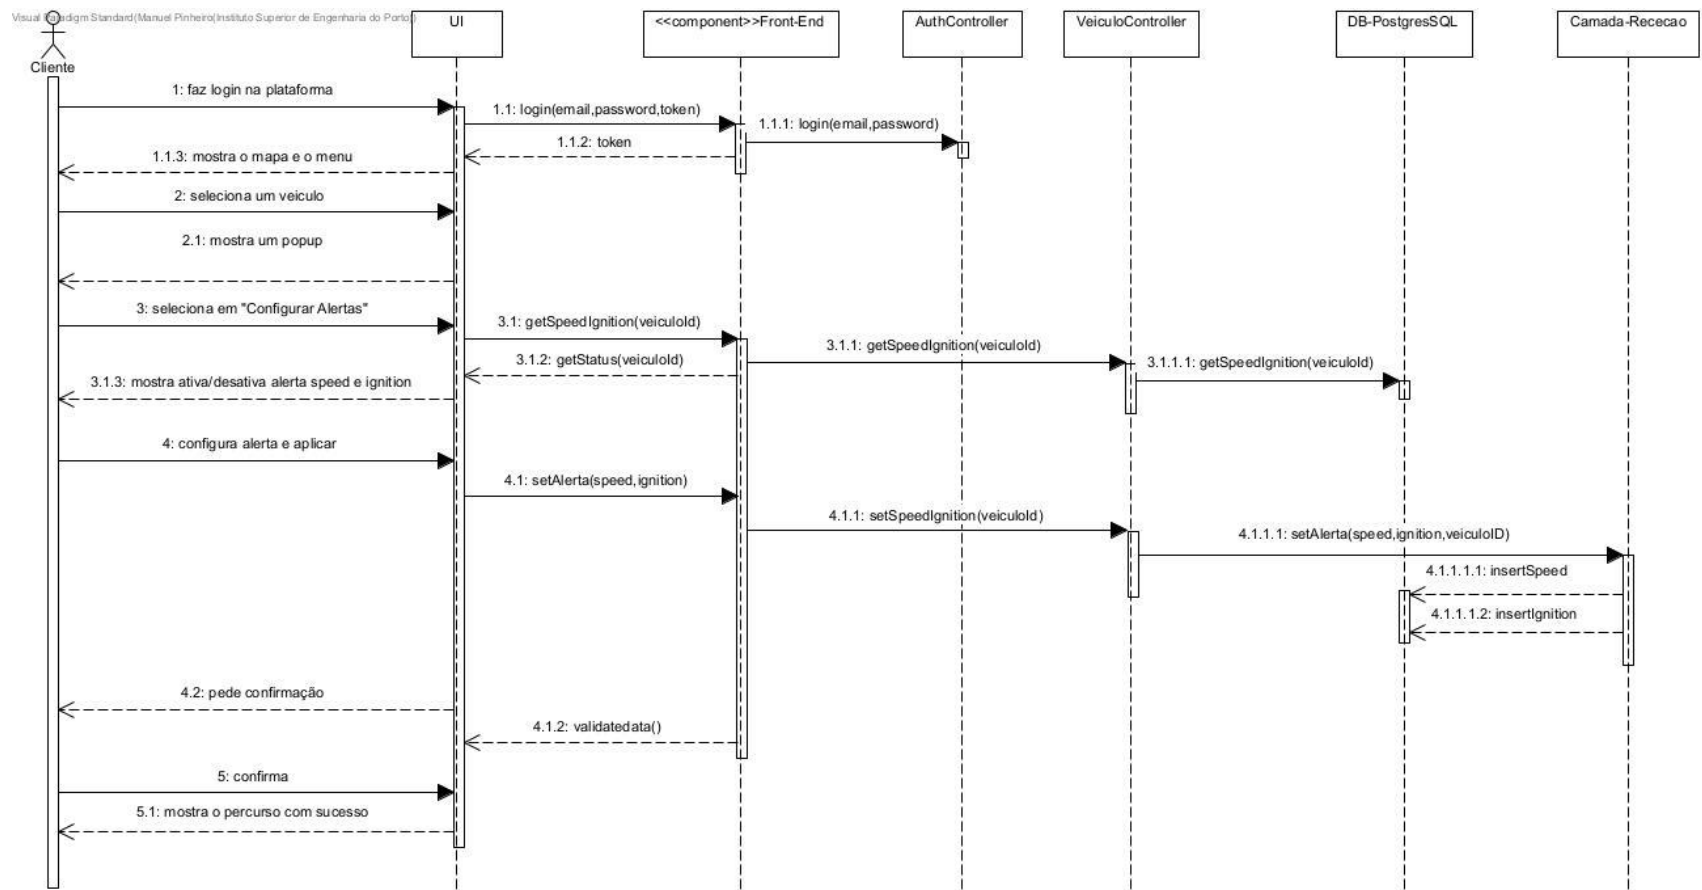 Visual Paradigm Standard(Manuel Pinheiro(Instituto Superior de Engenharia do Porto))
Cliente
UI
<<component>>Front-End
AuthController
VeiculoController
DB-PostgresSQL
Camada-Rececao
1: faz login na plataforma
1.1: login(email,password,token)
1.1.1: login(email,password)
1.1.2: token
1.1.3: mostra o mapa e o menu
2: seleciona um veiculo
2.1: mostra um popup
3: seleciona em "Configurar Alertas"
3.1: getSpeedIgnition(veiculoId)
3.1.1: getSpeedIgnition(veiculoId)
3.1.1.1: getSpeedIgnition(veiculoId)
3.1.2: getStatus(veiculoId)
3.1.3: mostra ativa/desativa alerta speed e ignition
4: configura alerta e aplicar
4.1: setAlerta(speed,ignition)
4.1.1: setSpeedIgnition(veiculoId)
4.1.1.1: setAlerta(speed,ignition,veiculoID)
4.1.1.1.1: insertSpeed
4.1.1.1.2: insertIgnition
4.2: pede confirmação
4.1.2: validatedata()
5: confirma
5.1: mostra o percurso com sucesso